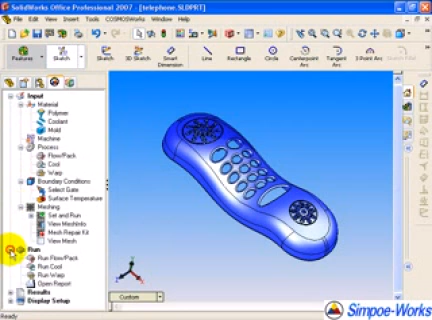 SolidWorks Office Professional 2007 - [telephone.SLDPRT]
File Edit View Insert Tools COSMOSWorks Window Help
Features Sketch Sketch 3D Sketch Smart Dimension Line Rectangle Circle Centerpoint Arc Tangent Arc 3 Point Arc
Input
Material
Polymer
Coolant
Mold
Machine
Process
Flow/Pack
Cool
Warp
Boundary Conditions
Select Gate
Surface Temperature
Meshing
Set and Run
View MeshInfo
Mesh Repair Kit
View Mesh
Run
Run Flow/Pack
Run Cool
Run Warp
Open Report
Results
Display Setup
Custom
Simpoe-Works
Ready